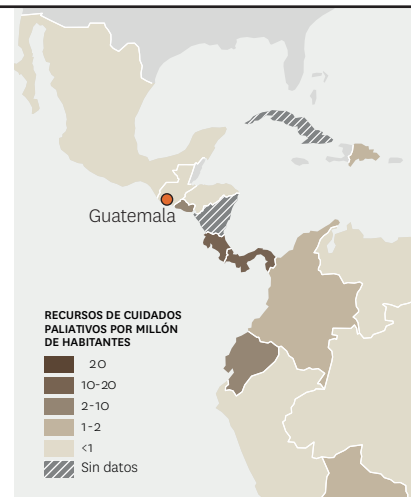 Guatemala
RECURSOS DE CUIDADOS
PALIATIVOS POR MILLÓN
DE HABITANTES
20
10-20
2-10
1-2
<1
Sin datos